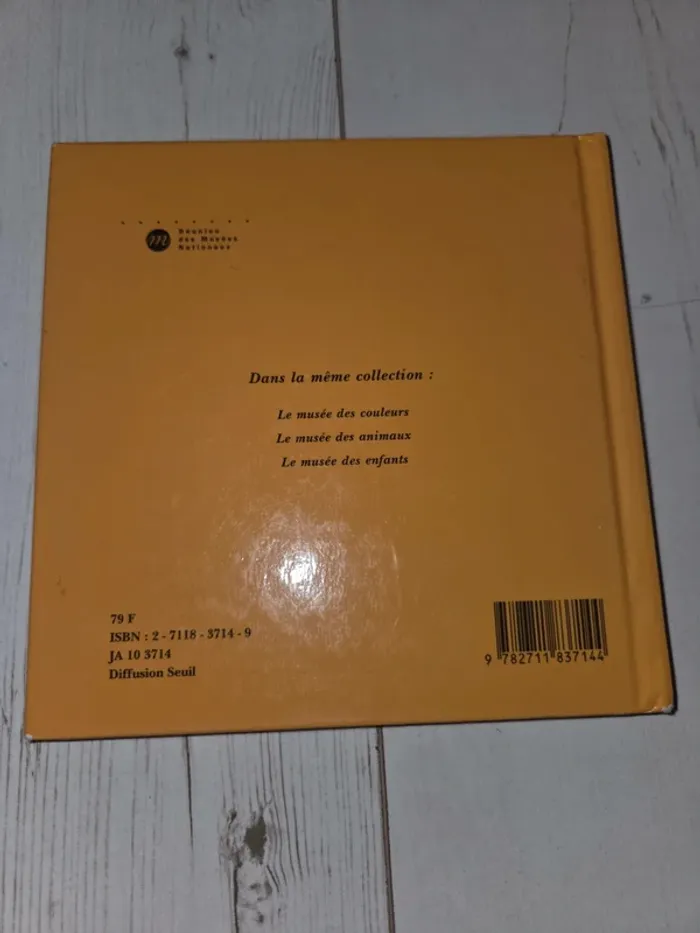 m
Réunion
des Musées
Nationaux
Dans la même collection :
Le musée des couleurs
Le musée des animaux
Le musée des enfants
79 F
ISBN : 2 - 7118 - 3714 - 9
JA 10 3714
Diffusion Seuil
9 782711 837144